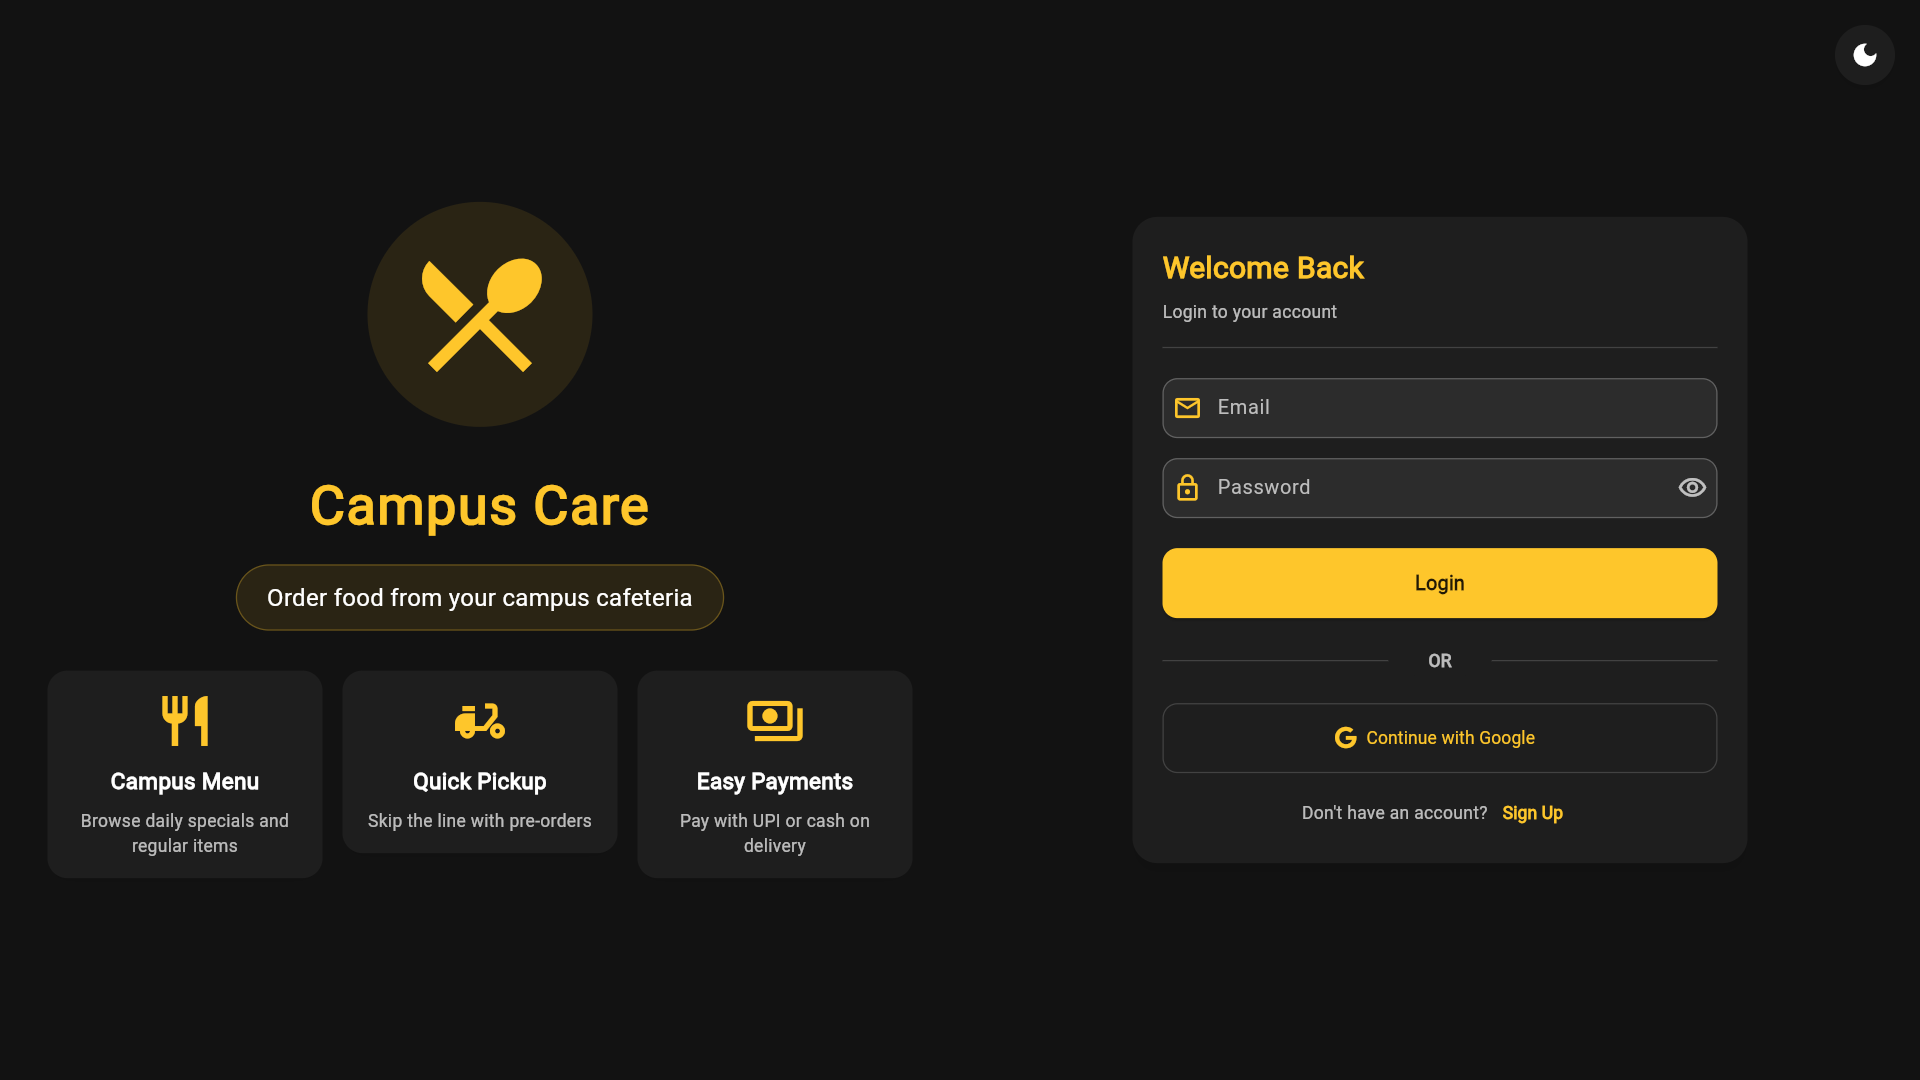 Campus Care
Order food from your campus cafeteria
Campus Menu
Browse daily specials and
regular items
Quick Pickup
Skip the line with pre-orders
Easy Payments
Pay with UPI or cash on
delivery
Welcome Back
Login to your account
Email
Password
Login
OR
Continue with Google
Don't have an account? Sign Up